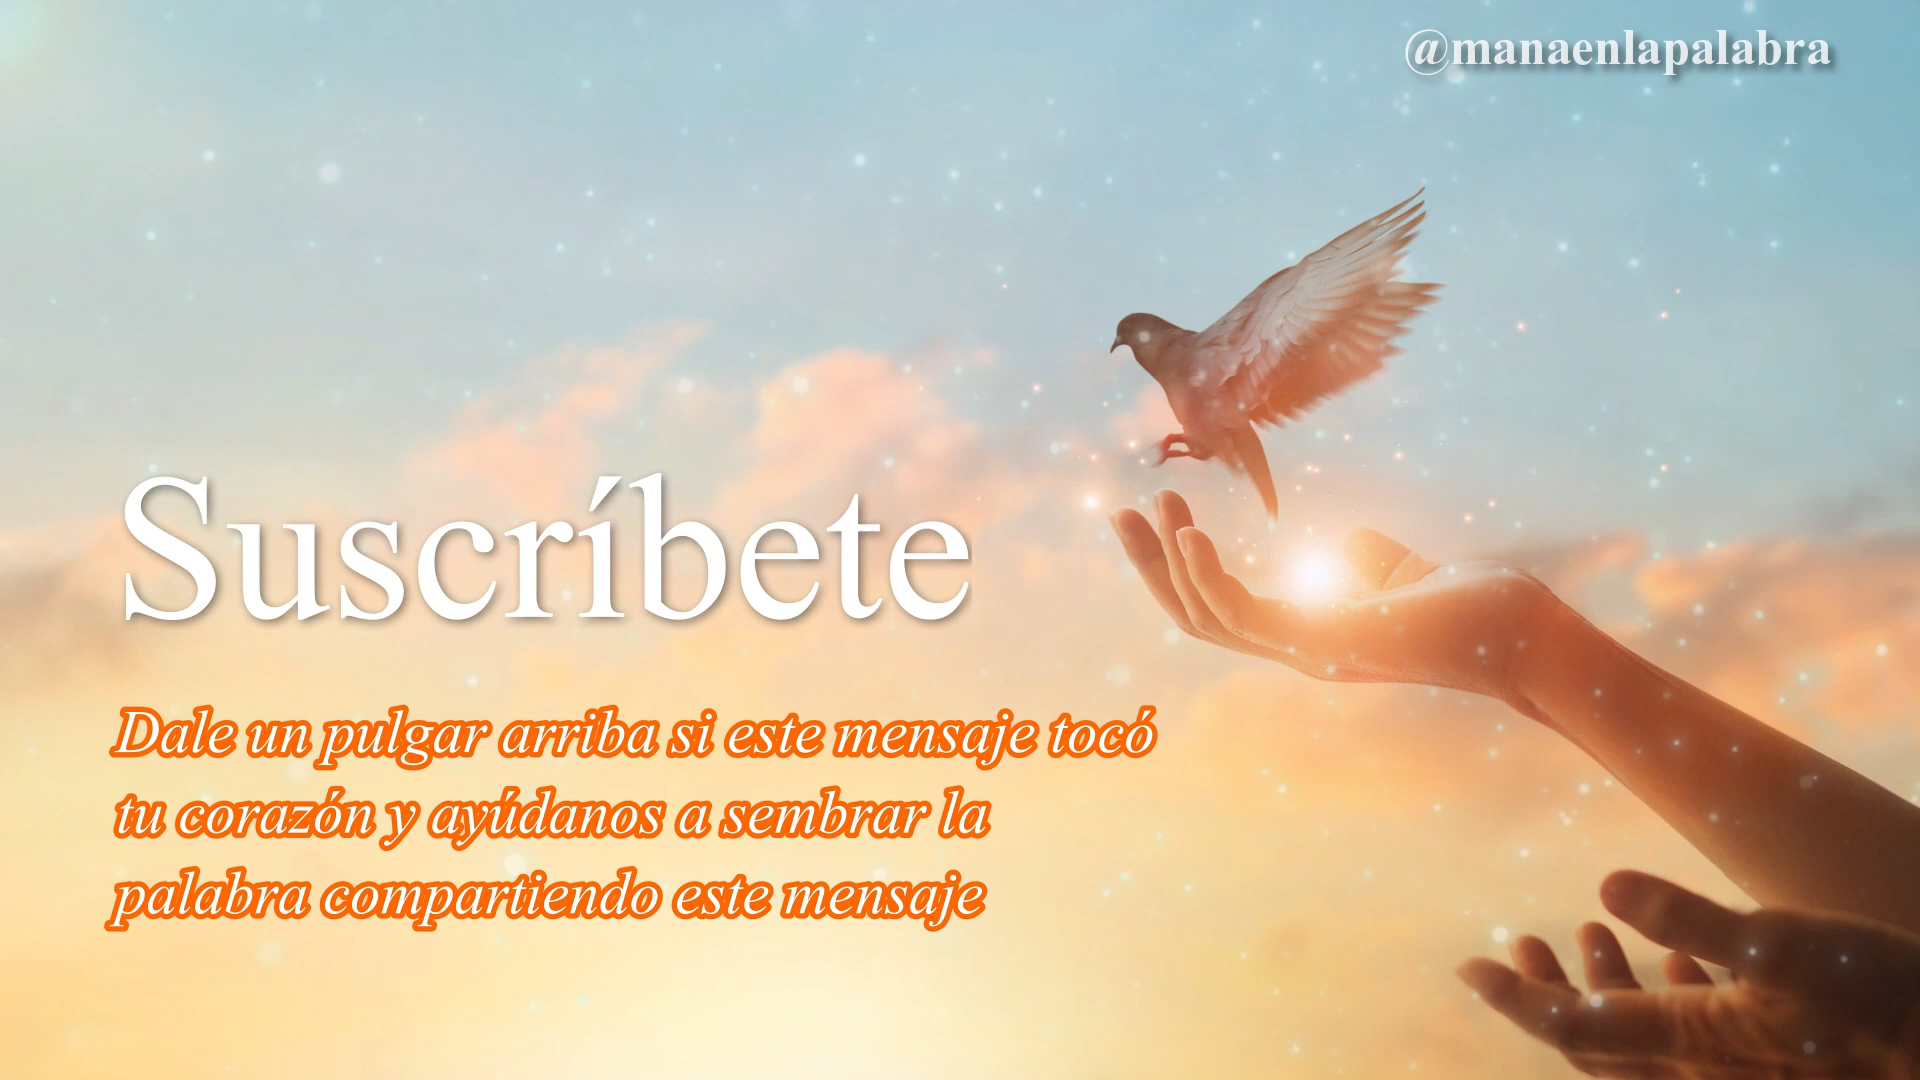 @manaenlapalabra
Suscríbete
Dale un pulgar arriba si este mensaje tocó
tu corazón y ayúdanos a sembrar la
palabra compartiendo este mensaje